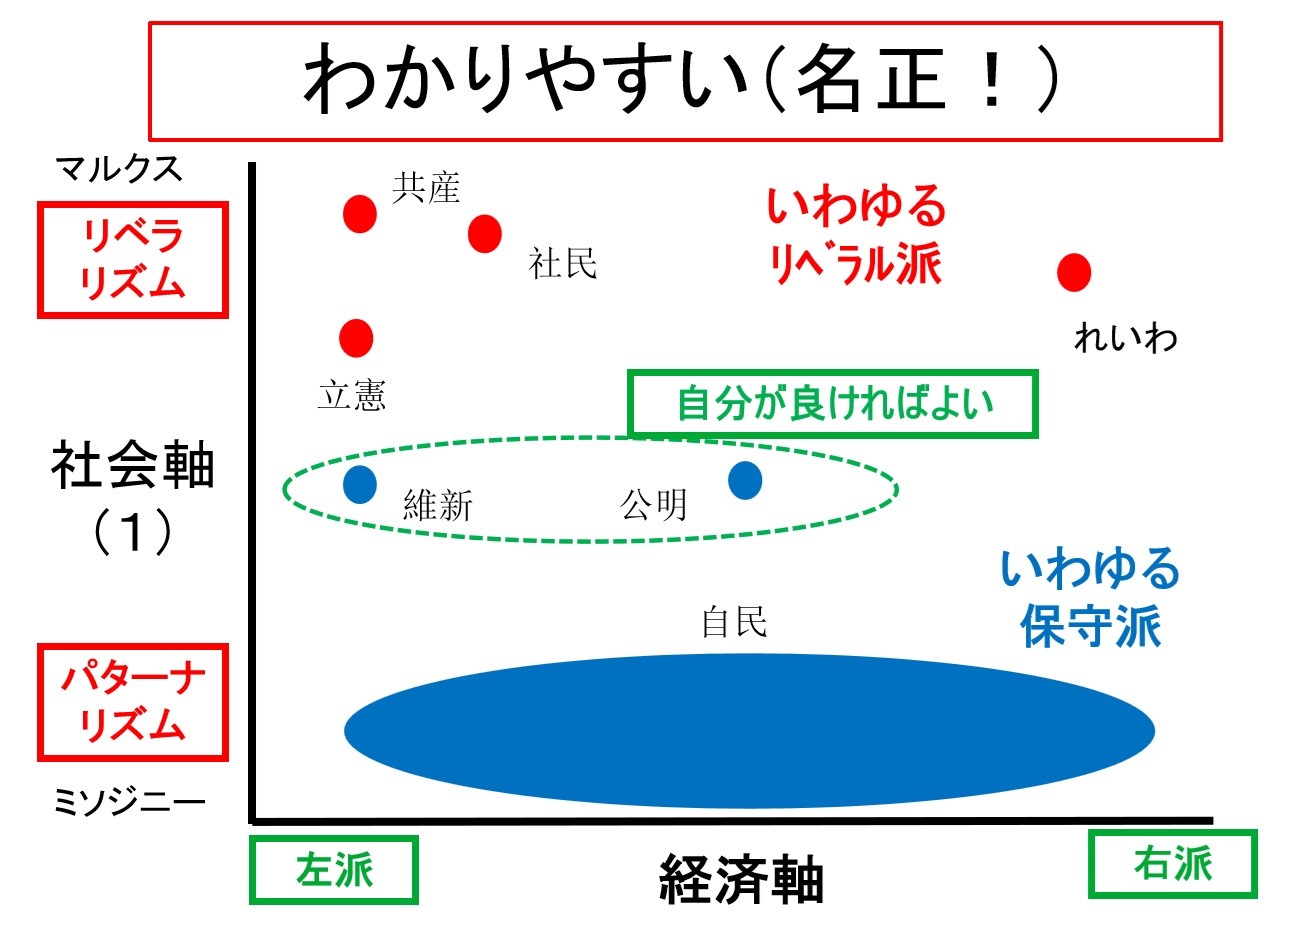 わかりやすい(名正！)
マルクス
リベラ
リズム
共産
社民
いわゆる
リベラル派
れいわ
立憲
自分が良ければよい
社会軸
(1)
維新
公明
いわゆる
保守派
自民
パターナ
リズム
ミソジニー
左派
経済軸
右派